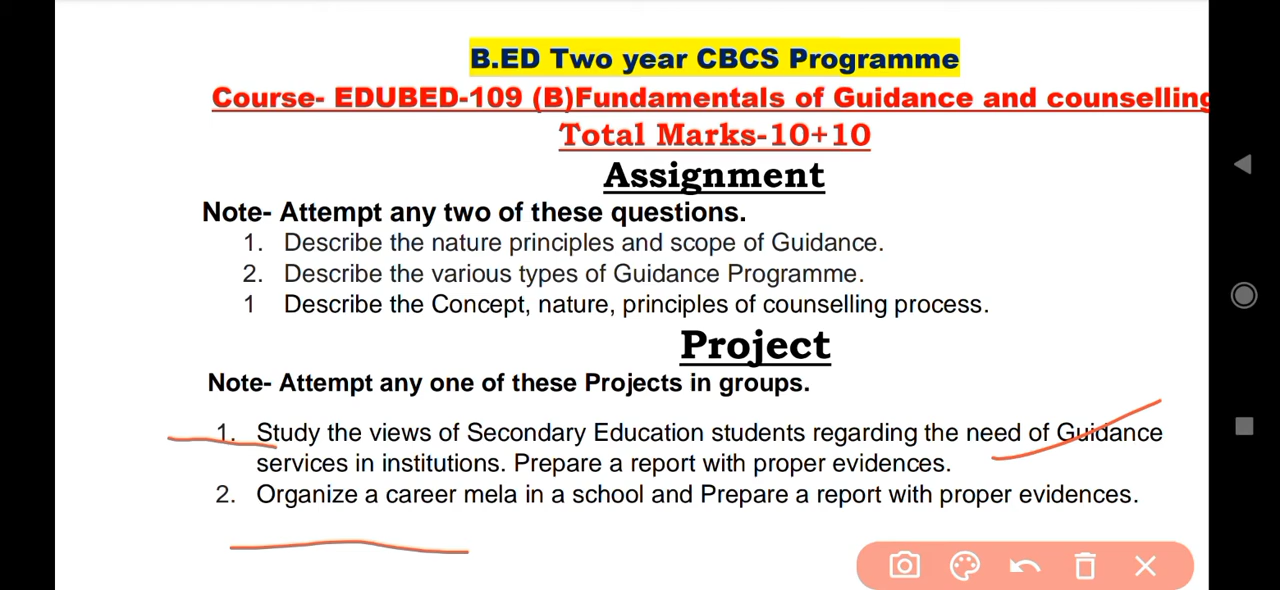 B.ED Two year CBCS Programme
Course- EDUBED-109 (B)Fundamentals of Guidance and counselling
Total Marks-10+10
Assignment
Note- Attempt any two of these questions.
1. Describe the nature principles and scope of Guidance.
2. Describe the various types of Guidance Programme.
1 Describe the Concept, nature, principles of counselling process.
Project
Note- Attempt any one of these Projects in groups.
1. Study the views of Secondary Education students regarding the need of Guidance
services in institutions. Prepare a report with proper evidences.
2. Organize a career mela in a school and Prepare a report with proper evidences.